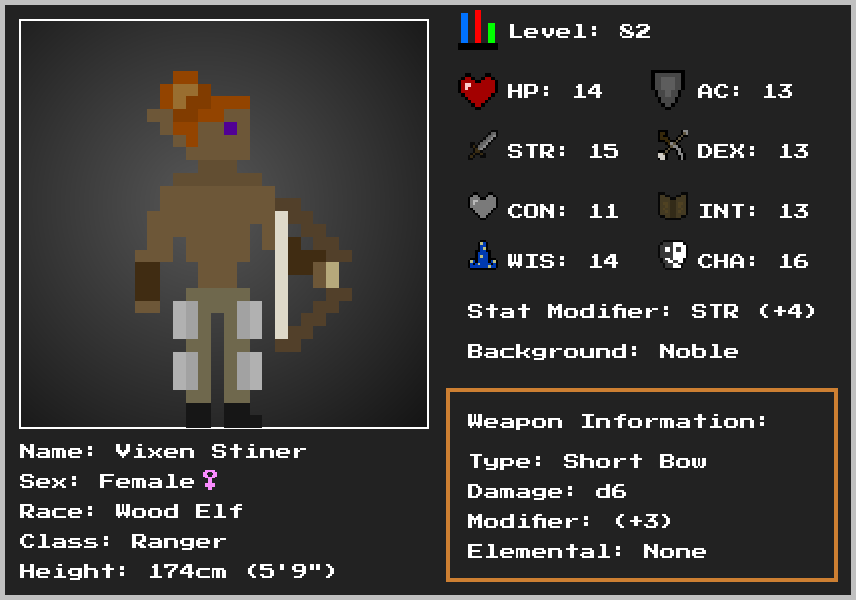 Level: 82
HP: 14 AC: 13
STR: 15 DEX: 13
CON: 11 INT: 13
WIS: 14 CHA: 16
Stat Modifier: STR (+4)
Background: Noble
Weapon Information:
Type: Short Bow
Damage: d6
Modifier: (+3)
Elemental: None
Name: Vixen Stiner
Sex: Female♀
Race: Wood Elf
Class: Ranger
Height: 174cm (5'9")